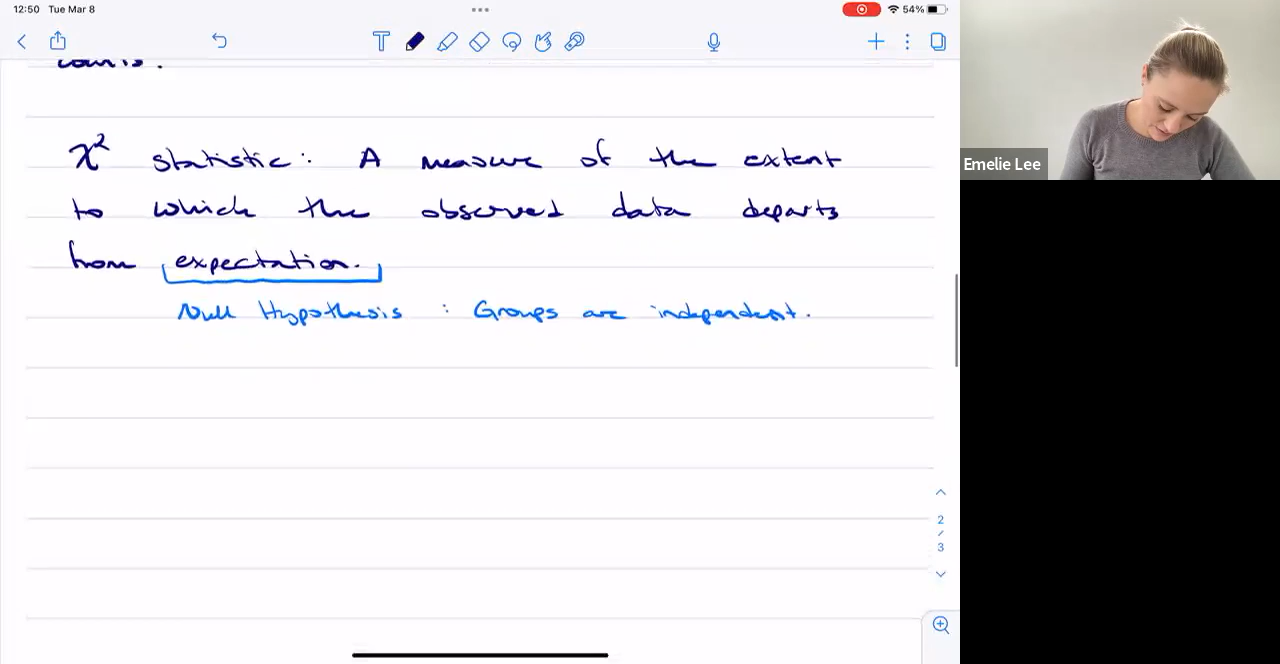 12:50 Tue Mar 8
54%
counts.
χ² statistic: A measure of the extent
to which the observed data departs
from expectation.
Null Hypothesis : Groups are independent.
Emelie Lee
2
/
3